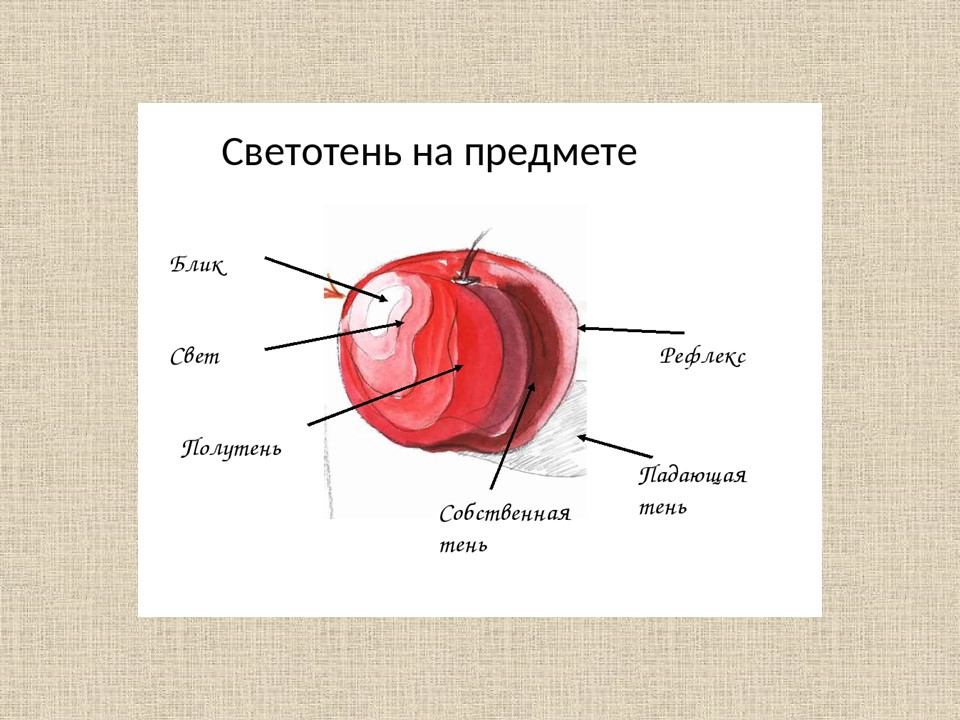 Светотень на предмете
Блик
Свет
Рефлекс
Полутень
Падающая
тень
Собственная
тень